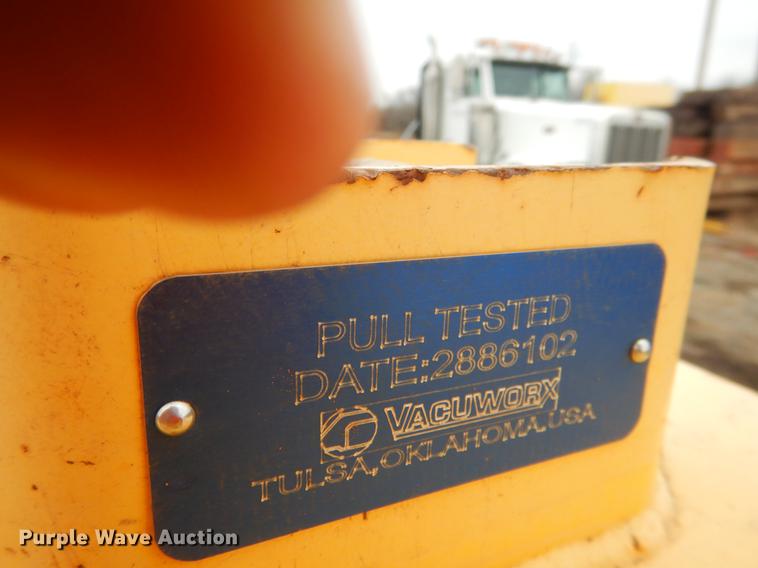 PULL TESTED
DATE:2886102
VACUWORX
TULSA,OKLAHOMA,USA
Purple Wave Auction